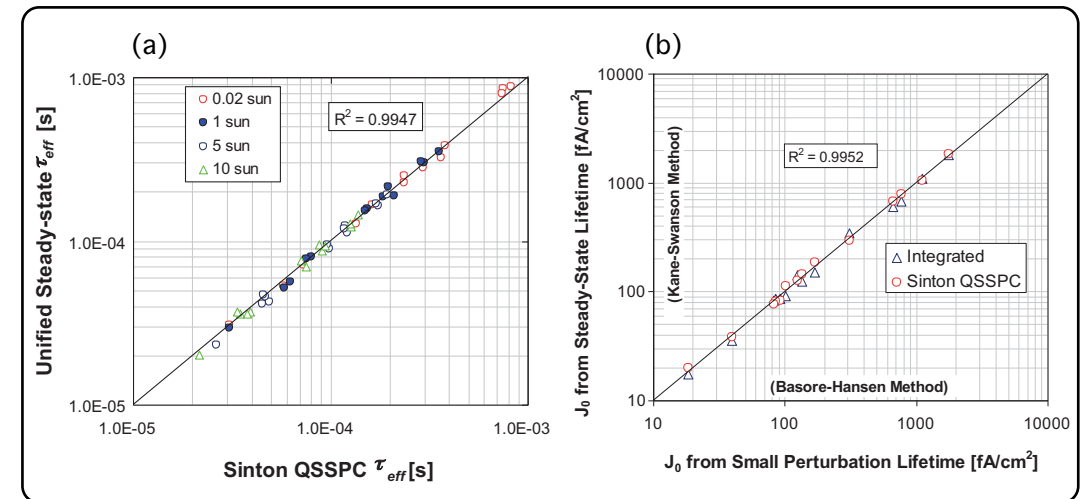 (a)
1.0E-03
1.0E-04
1.0E-05
1.0E-05
1.0E-04
1.0E-03
Unified Steady-state τeff [s]
Sinton QSSPC τeff [s]
0.02 sun
1 sun
5 sun
10 sun
R² = 0.9947
(b)
10000
1000
100
10
10
100
1000
10000
J₀ from Steady-State Lifetime [fA/cm²]
(Kane-Swanson Method)
R² = 0.9952
Integrated
Sinton QSSPC
(Basore-Hansen Method)
J₀ from Small Perturbation Lifetime [fA/cm²]